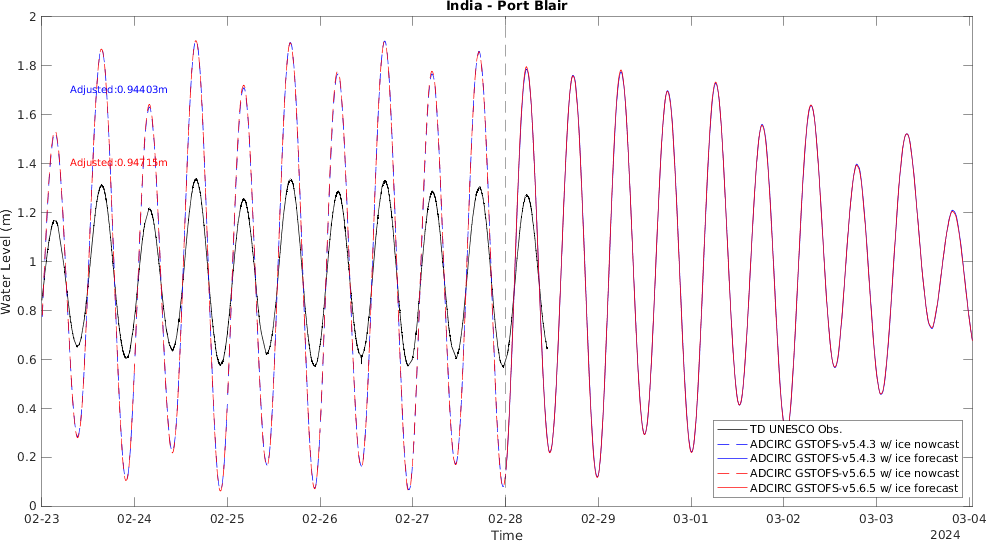 India - Port Blair
Water Level (m)
2
1.8
1.6
1.4
1.2
1
0.8
0.6
0.4
0.2
0
Adjusted:0.94403m
Adjusted:0.94715m
TD UNESCO Obs.
ADCIRC GSTOFS-v5.4.3 w/ ice nowcast
ADCIRC GSTOFS-v5.4.3 w/ ice forecast
ADCIRC GSTOFS-v5.6.5 w/ ice nowcast
ADCIRC GSTOFS-v5.6.5 w/ ice forecast
02-23 02-24 02-25 02-26 02-27 02-28 02-29 03-01 03-02 03-03 03-04
Time
2024